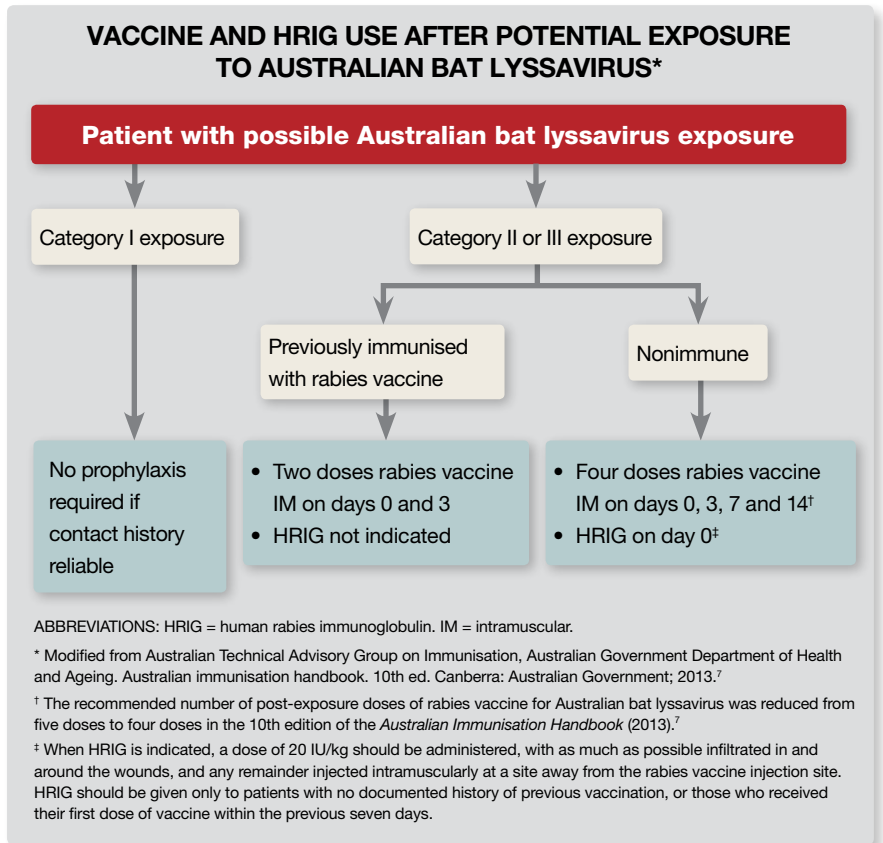 VACCINE AND HRIG USE AFTER POTENTIAL EXPOSURE
TO AUSTRALIAN BAT LYSSAVIRUS*
Patient with possible Australian bat lyssavirus exposure
Category I exposure
Category II or III exposure
Previously immunised
with rabies vaccine
Nonimmune
No prophylaxis
required if
contact history
reliable
• Two doses rabies vaccine
IM on days 0 and 3
• HRIG not indicated
• Four doses rabies vaccine
IM on days 0, 3, 7 and 14†
• HRIG on day 0‡
ABBREVIATIONS: HRIG = human rabies immunoglobulin. IM = intramuscular.
* Modified from Australian Technical Advisory Group on Immunisation, Australian Government Department of Health
and Ageing. Australian immunisation handbook. 10th ed. Canberra: Australian Government; 2013.7
† The recommended number of post-exposure doses of rabies vaccine for Australian bat lyssavirus was reduced from
five doses to four doses in the 10th edition of the Australian Immunisation Handbook (2013).7
‡ When HRIG is indicated, a dose of 20 IU/kg should be administered, with as much as possible infiltrated in and
around the wounds, and any remainder injected intramuscularly at a site away from the rabies vaccine injection site.
HRIG should be given only to patients with no documented history of previous vaccination, or those who received
their first dose of vaccine within the previous seven days.